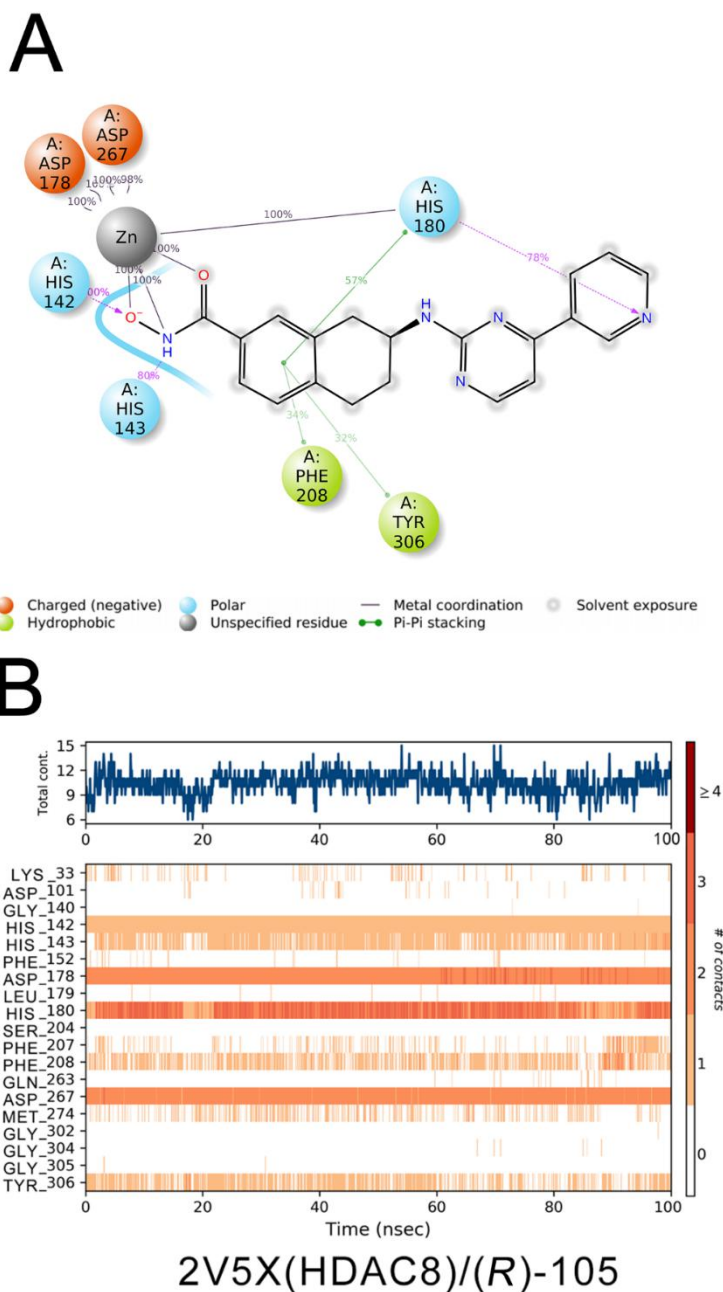 A
A:
ASP
267
A:
ASP
178
100%
98%
100%
Zn
100%
A:
HIS
180
100%
78%
57%
A:
HIS
142
100%
100%
O
O⁻
N
H
H
N
N
N
N
80%
A:
HIS
143
34%
32%
A:
PHE
208
A:
TYR
306
Charged (negative)
Polar
Metal coordination
Solvent exposure
Hydrophobic
Unspecified residue
Pi-Pi stacking
B
Total cont.
15
12
9
6
0 20 40 60 80 100
LYS_33
ASP_101
GLY_140
HIS_142
HIS_143
PHE_152
ASP_178
LEU_179
HIS_180
SER_204
PHE_207
PHE_208
GLN_263
ASP_267
MET_274
GLY_302
GLY_304
GLY_305
TYR_306
0 20 40 60 80 100
Time (nsec)
≥4
3
2
1
0
# of contacts
2V5X(HDAC8)/(R)-105